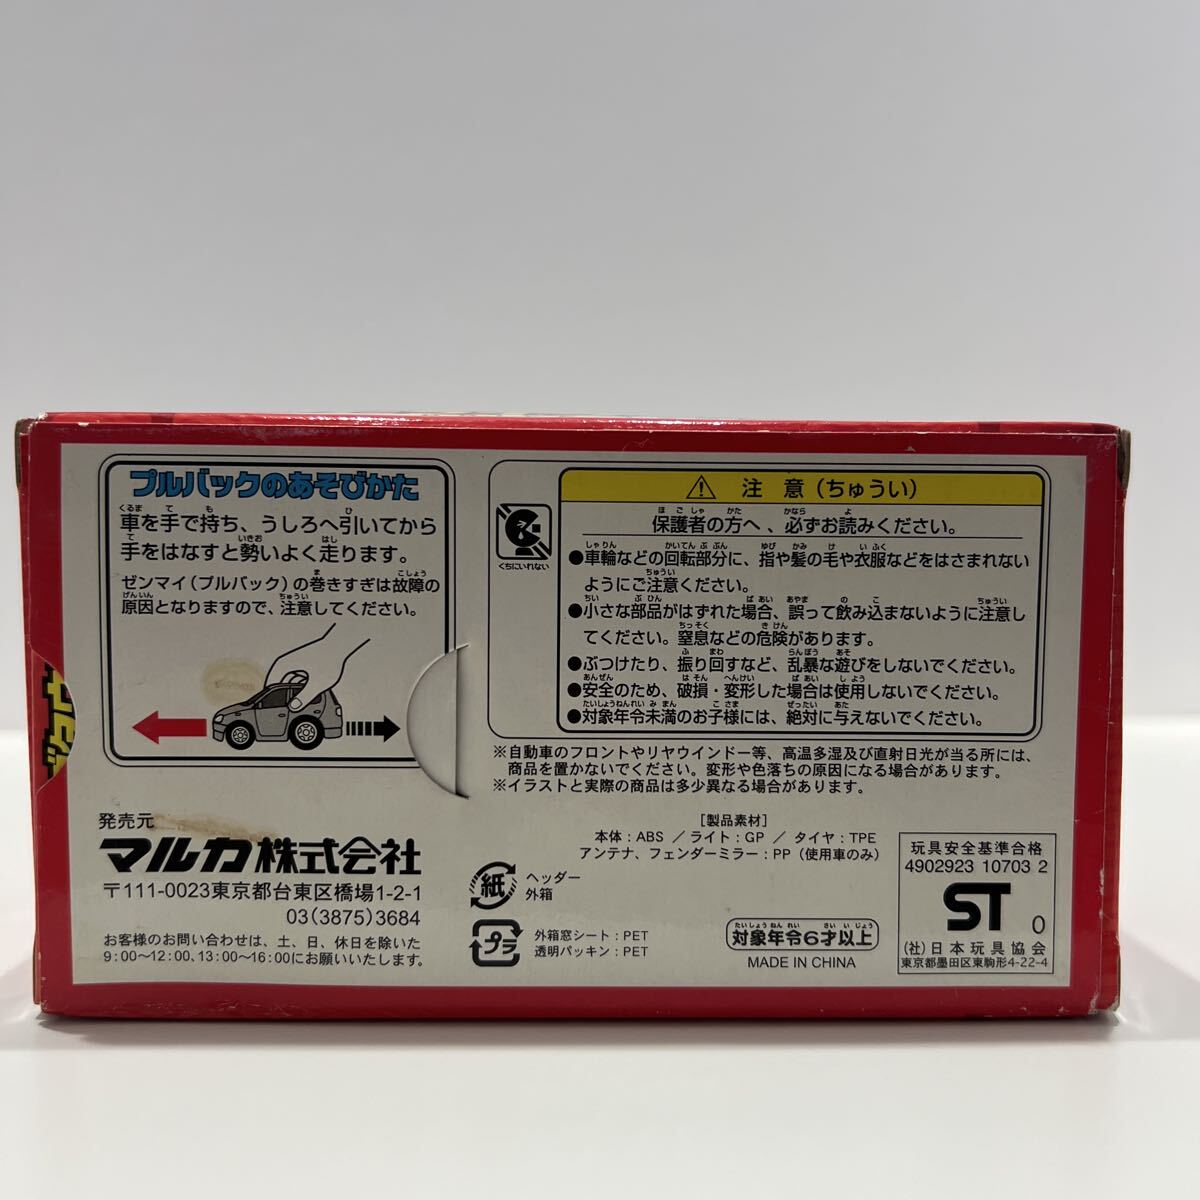 プルバックのあそびかた
車を手で持ち、うしろへ引いてから
手をはなすと勢いよく走ります。
ゼンマイ(プルバック)の巻きすぎは故障の
原因となりますので、注意してください。
くちにいれない
⚠ 注 意(ちゅうい)
保護者の方へ、必ずお読みください。
●車輪などの回転部分に、指や髪の毛や衣服などをはさまれない
ようにご注意ください。
●小さな部品がはずれた場合、誤って飲み込まないように注意し
てください。窒息などの危険があります。
●ぶつけたり、振り回すなど、乱暴な遊びをしないでください。
●安全のため、破損・変形した場合は使用しないでください。
●対象年令未満のお子様には、絶対に与えないでください。
※自動車のフロントやリヤウインドー等、高温多湿及び直射日光が当る所には、
商品を置かないでください。変形や色落ちの原因になる場合があります。
※イラストと実際の商品は多少異なる場合があります。
発売元
マルカ株式会社
〒111-0023東京都台東区橋場1-2-1
03(3875)3684
お客様のお問い合わせは、土、日、休日を除いた
9:00〜12:00, 13:00〜16:00にお願いいたします。
[製品素材]
本体:ABS / ライト:GP / タイヤ:TPE
アンテナ、フェンダーミラー:PP(使用車のみ)
紙
ヘッダー
外箱
プラ
外箱窓シート:PET
透明パッキン:PET
対象年令6才以上
MADE IN CHINA
玩具安全基準合格
4902923 10703 2
ST 0
(社)日本玩具協会
東京都墨田区東駒形4-22-4